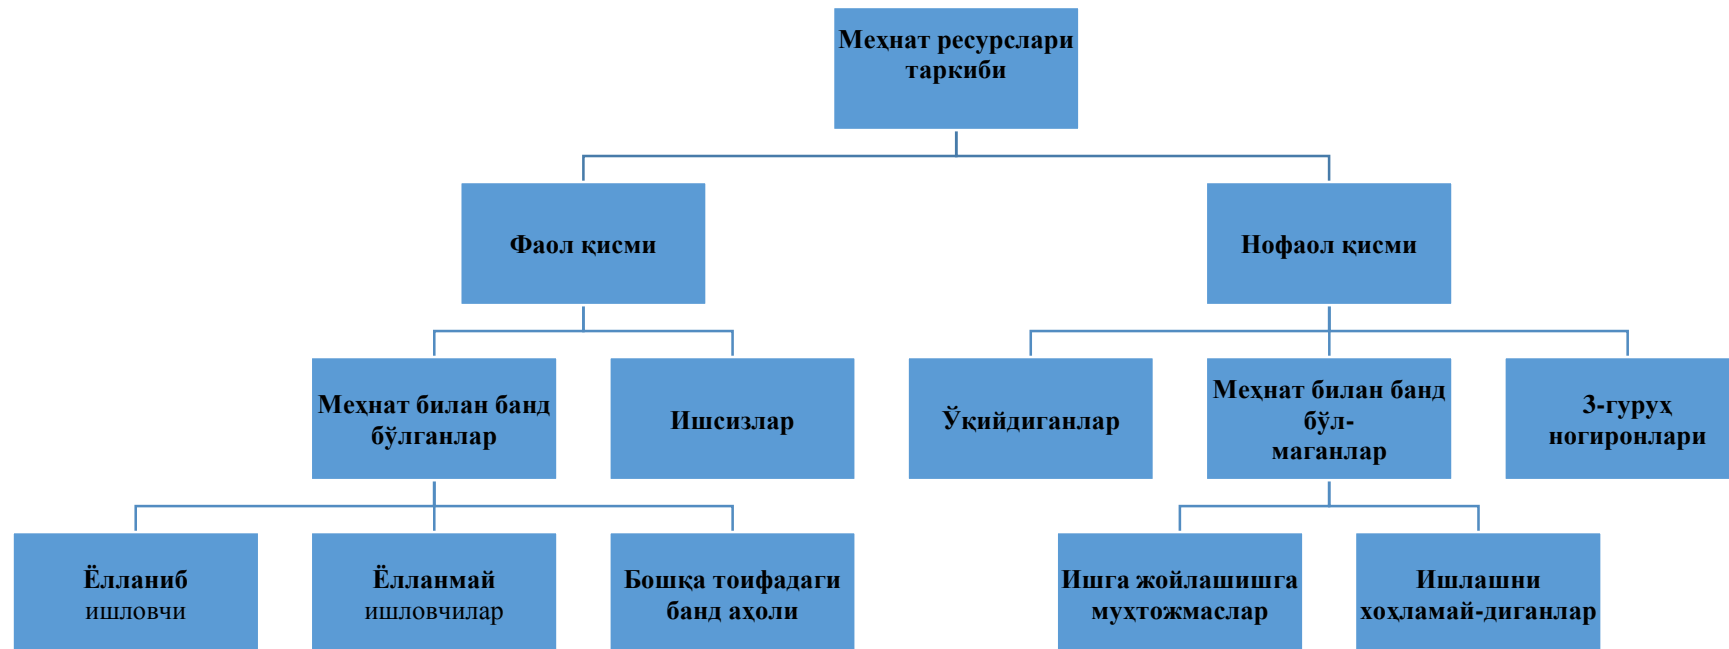 Меҳнат ресурслари
таркиби
Фаол қисми
Нофаол қисми
Меҳнат билан банд
бўлганлар
Ишсизлар
Ўқийдиганлар
Меҳнат билан банд
бўл-
маганлар
3-гуруҳ
ногиронлари
Ёлланиб
ишловчи
Ёлланмай
ишловчилар
Бошқа тоифадаги
банд аҳоли
Ишга жойлашишга
муҳтожмаслар
Ишлашни
хоҳламай-диганлар